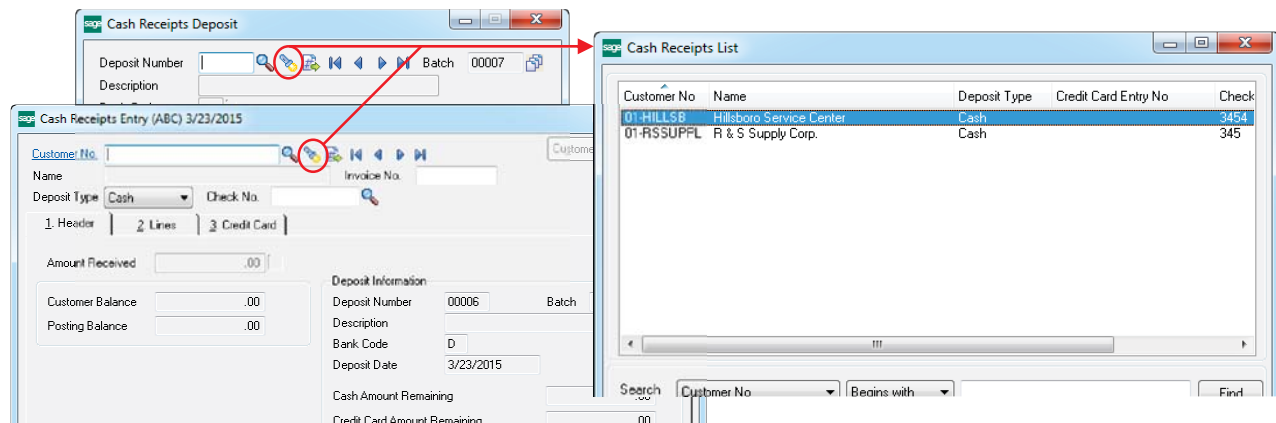 sage Cash Receipts Deposit
Deposit Number Batch 00007
Description
sage Cash Receipts Entry (ABC) 3/23/2015
Customer No. Custome
Name Invoice No.
Deposit Type Cash Check No.
1. Header 2 Lines 3 Credit Card
Amount Received .00
Customer Balance .00
Posting Balance .00
Deposit Information
Deposit Number 00006 Batch
Description
Bank Code D
Deposit Date 3/23/2015
Cash Amount Remaining .00
Credit Card Amount Remaining .00
sage Cash Receipts List
Customer No Name Deposit Type Credit Card Entry No Check
01-HILLSB Hillsboro Service Center Cash 3454
01-RSSUPPL R & S Supply Corp. Cash 345
Search Customer No Begins with Find